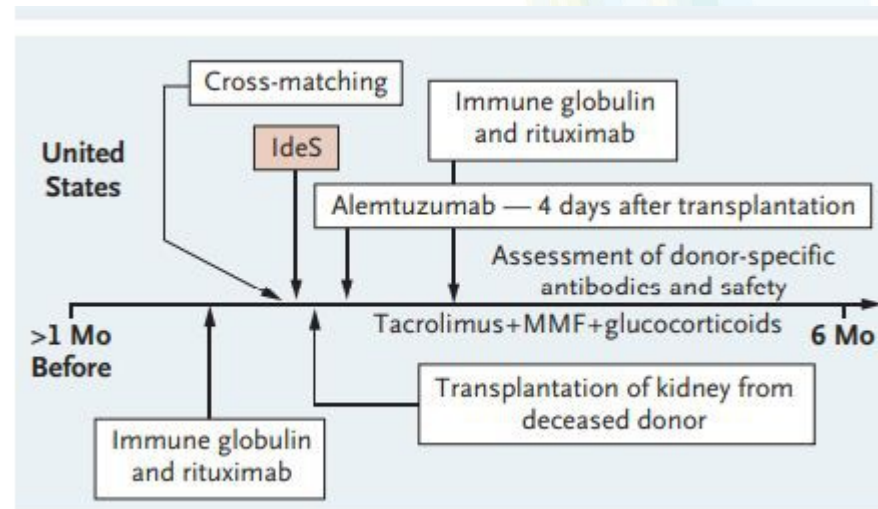 Cross-matching
Immune globulin
and rituximab
United
States
IdeS
Alemtuzumab — 4 days after transplantation
Assessment of donor-specific
antibodies and safety
>1 Mo
Before
Tacrolimus+MMF+glucocorticoids
6 Mo
Transplantation of kidney from
deceased donor
Immune globulin
and rituximab